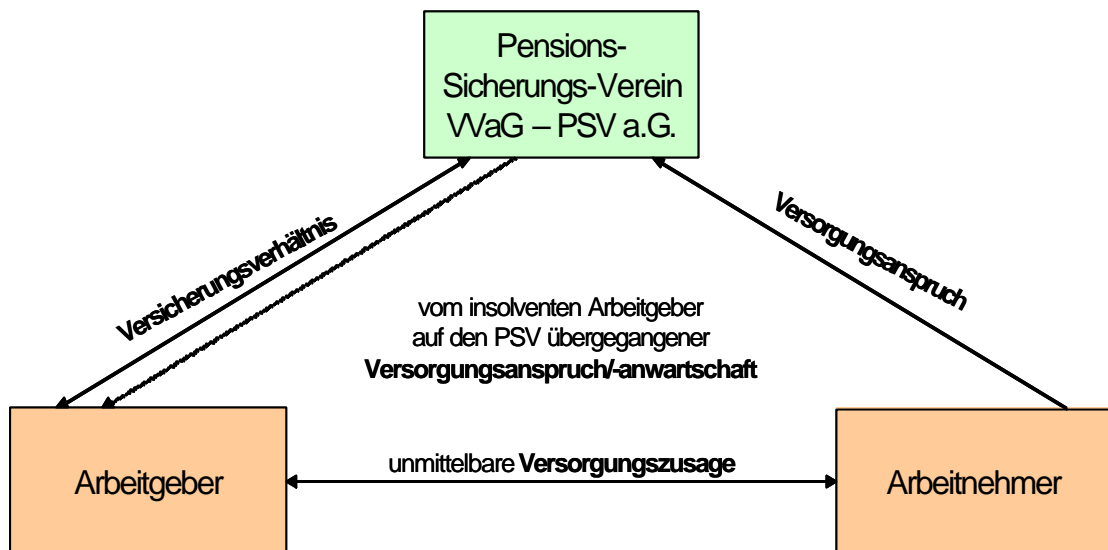 Pensions-
Sicherungs-Verein
VVaG – PSV a.G.
Versicherungsverhältnis
Versorgungsanspruch
vom insolventen Arbeitgeber
auf den PSV übergegangener
Versorgungsanspruch/-anwartschaft
Arbeitgeber
unmittelbare Versorgungszusage
Arbeitnehmer